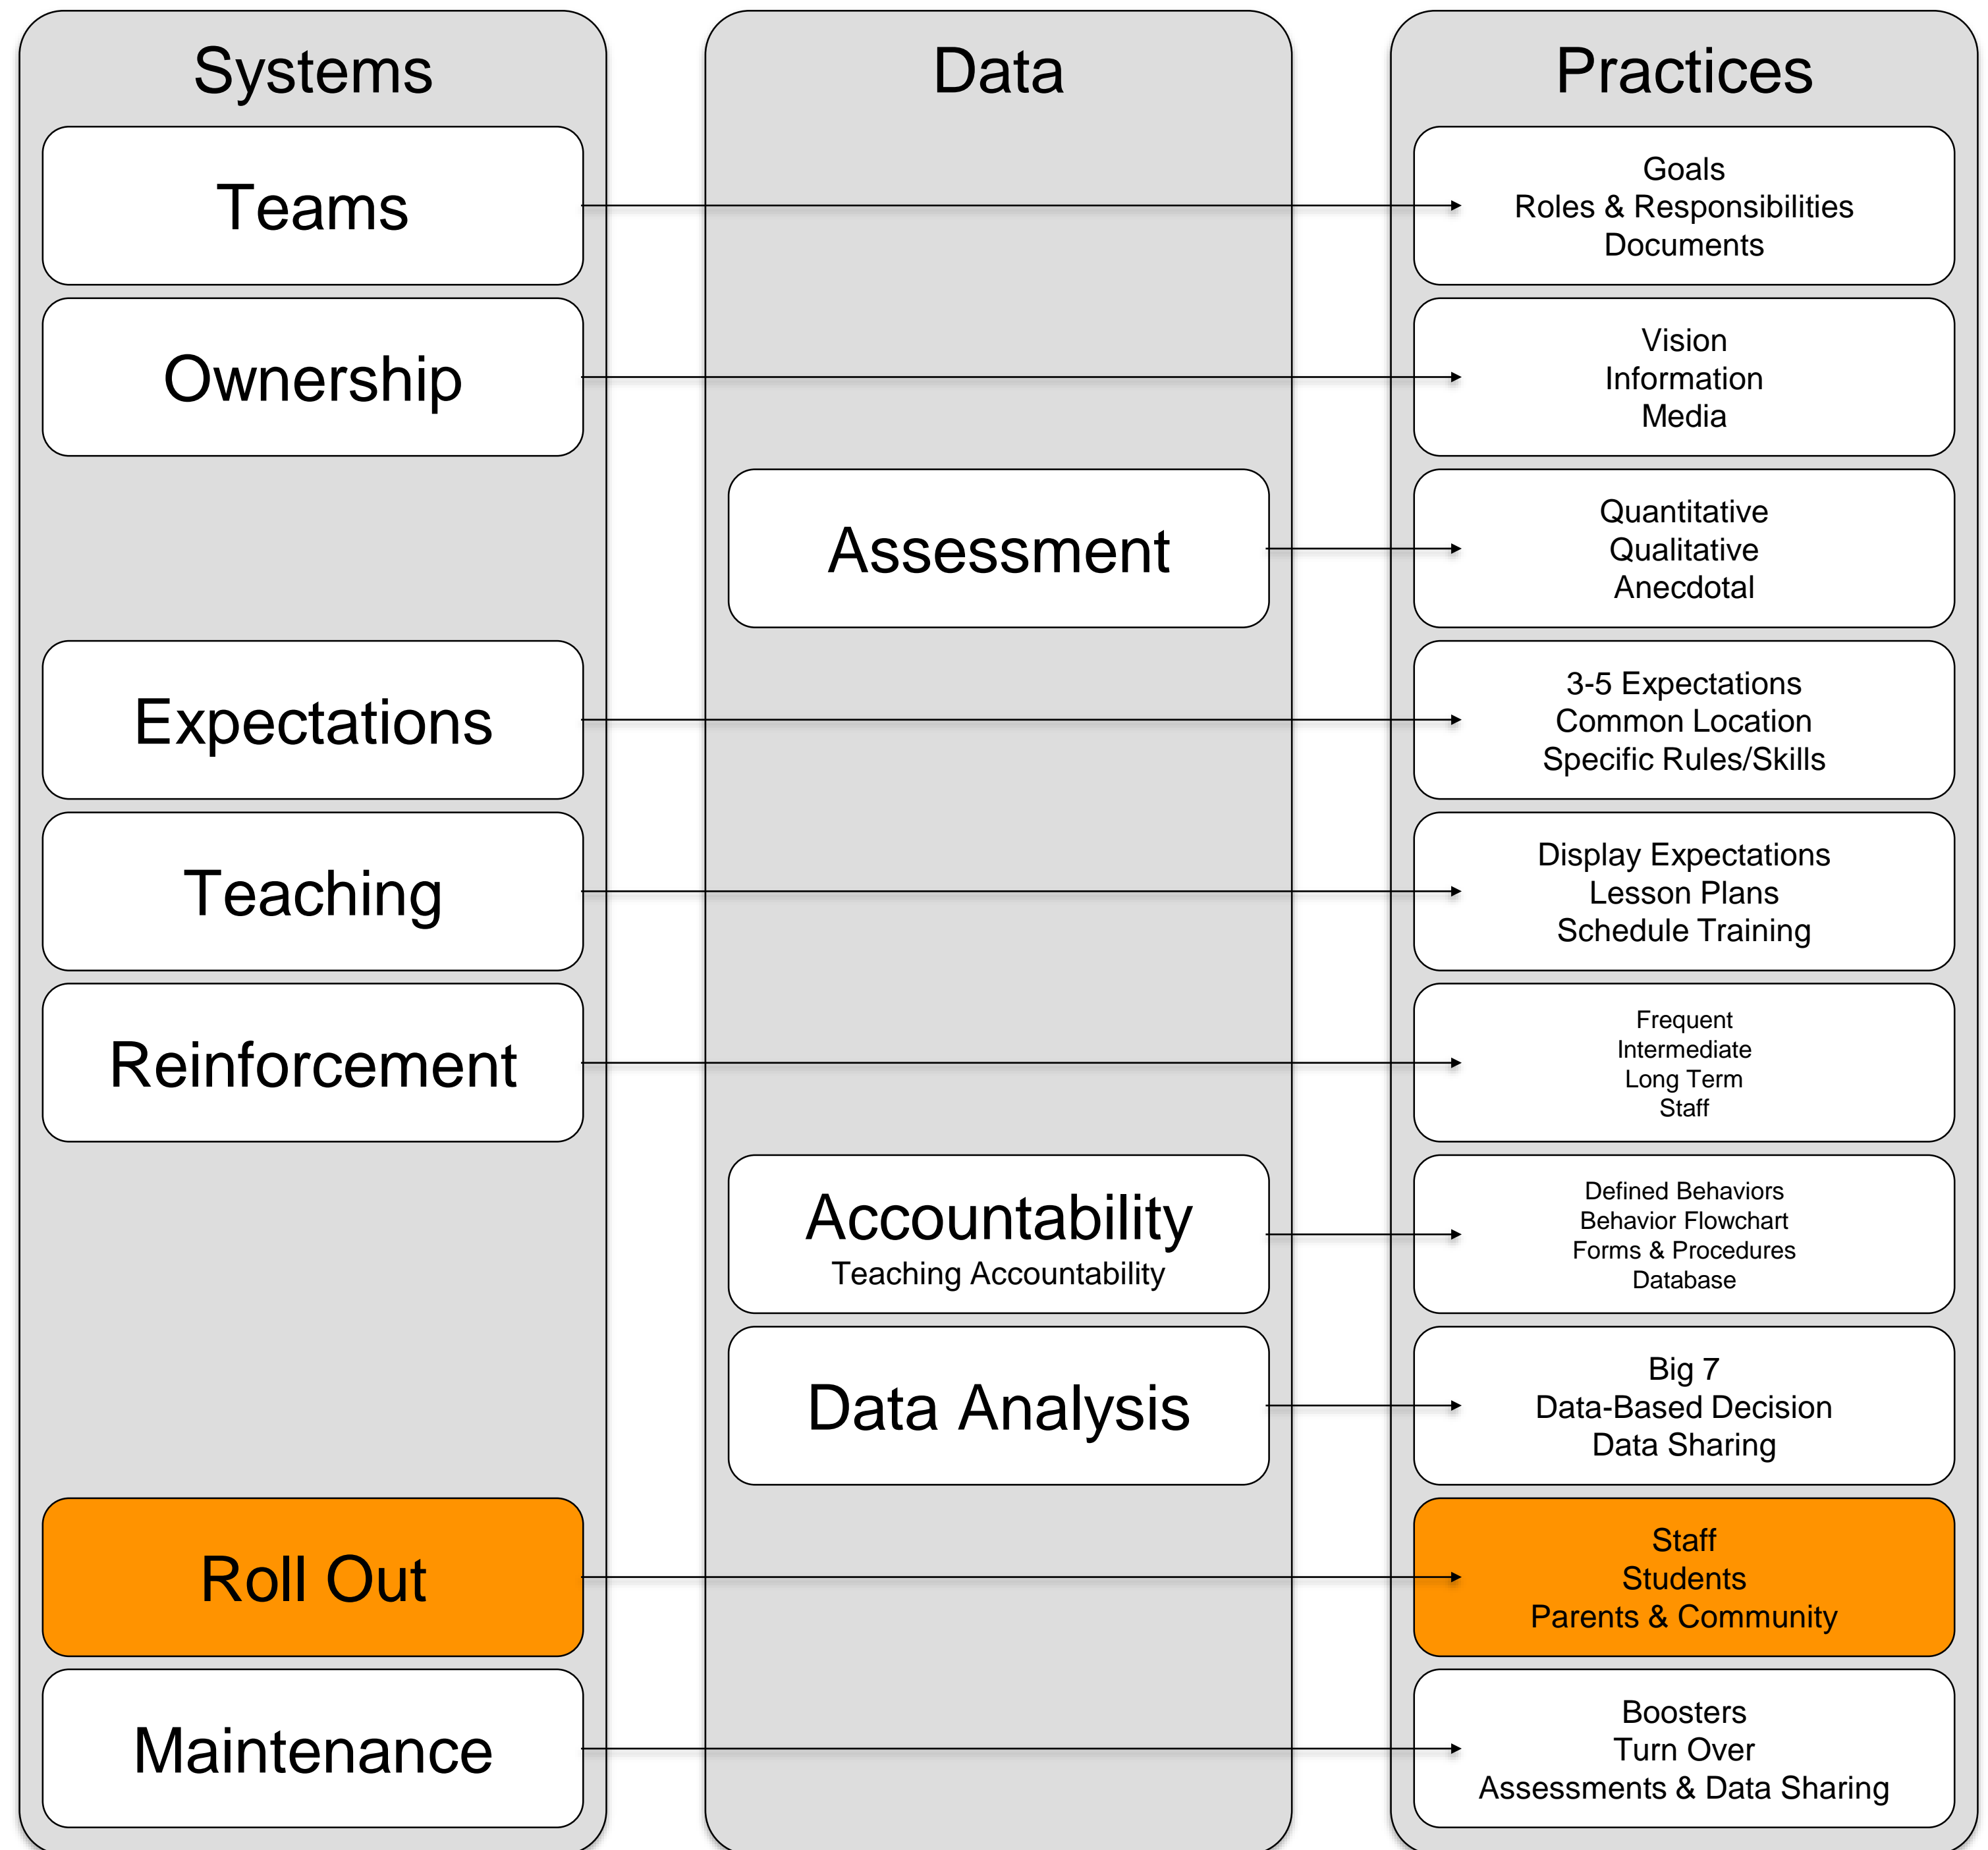 Systems
Data
Practices
Teams
Goals
Roles & Responsibilities
Documents
Ownership
Vision
Information
Media
Assessment
Quantitative
Qualitative
Anecdotal
Expectations
3-5 Expectations
Common Location
Specific Rules/Skills
Teaching
Display Expectations
Lesson Plans
Schedule Training
Reinforcement
Frequent
Intermediate
Long Term
Staff
Accountability
Teaching Accountability
Defined Behaviors
Behavior Flowchart
Forms & Procedures
Database
Data Analysis
Big 7
Data-Based Decision
Data Sharing
Roll Out
Staff
Students
Parents & Community
Maintenance
Boosters
Turn Over
Assessments & Data Sharing